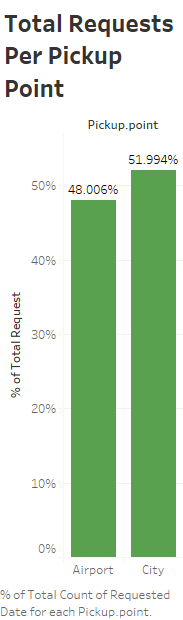 Total Requests
Per Pickup
Point
Pickup.point
51.994%
48.006%
50%
40%
30%
20%
10%
0%
% of Total Request
Airport
City
% of Total Count of Requested
Date for each Pickup.point.